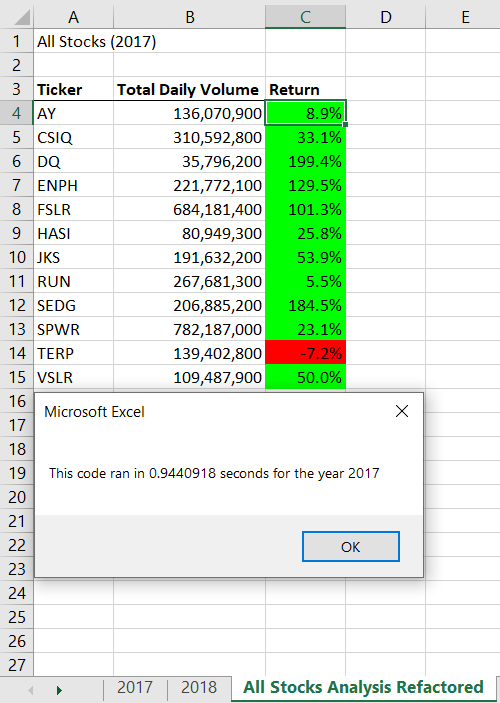 A B C D E
1 All Stocks (2017)
2
3 Ticker Total Daily Volume Return
4 AY 136,070,900 8.9%
5 CSIQ 310,592,800 33.1%
6 DQ 35,796,200 199.4%
7 ENPH 221,772,100 129.5%
8 FSLR 684,181,400 101.3%
9 HASI 80,949,300 25.8%
10 JKS 191,632,200 53.9%
11 RUN 267,681,300 5.5%
12 SEDG 206,885,200 184.5%
13 SPWR 782,187,000 23.1%
14 TERP 139,402,800 -7.2%
15 VSLR 109,487,900 50.0%
16
Microsoft Excel
17
18
This code ran in 0.9440918 seconds for the year 2017
19
20
21
22
OK
23
24
25
26
27
2017 2018 All Stocks Analysis Refactored